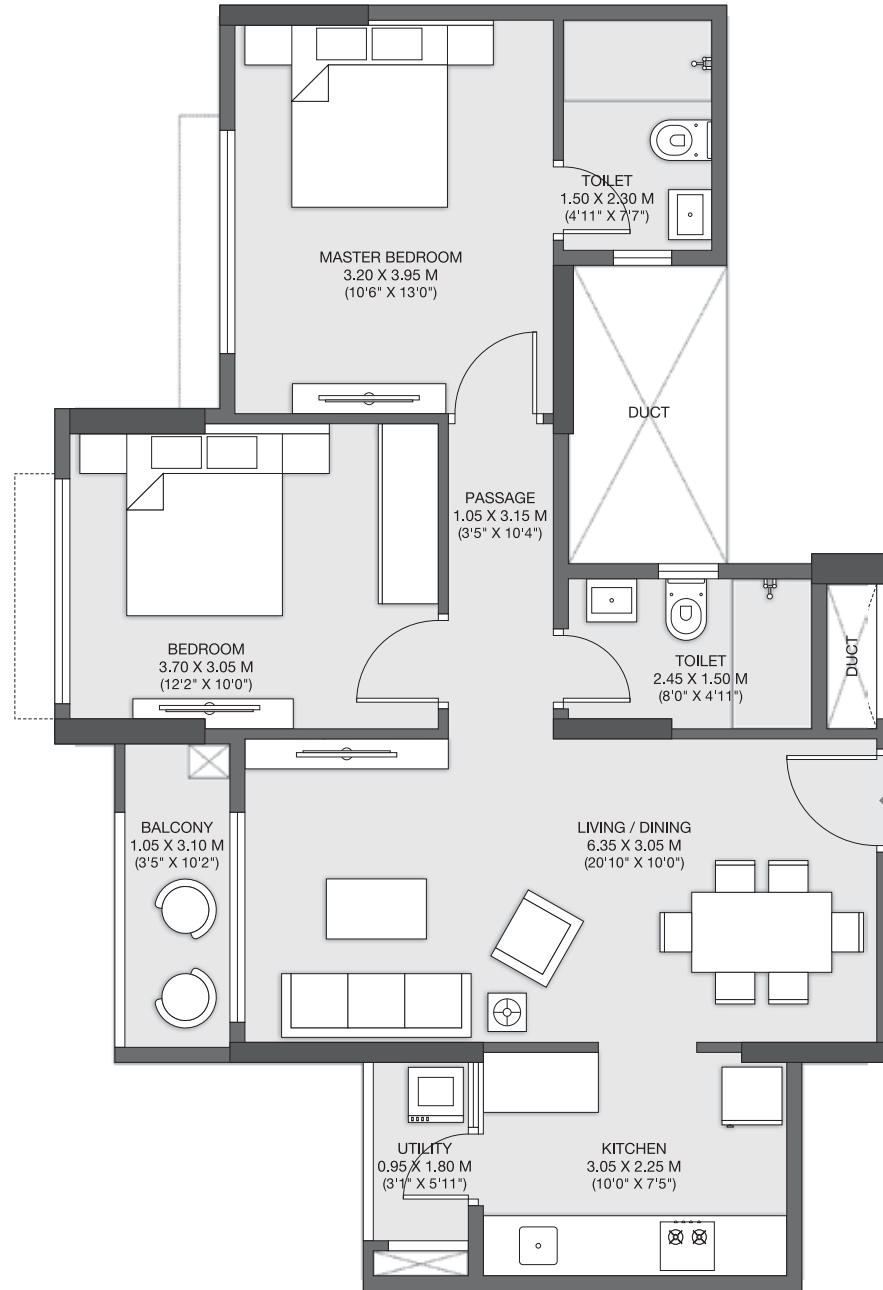 TOILET
1.50 X 2.30 M
(4'11" X 7'7")
MASTER BEDROOM
3.20 X 3.95 M
(10'6" X 13'0")
DUCT
PASSAGE
1.05 X 3.15 M
(3'5" X 10'4")
BEDROOM
3.70 X 3.05 M
(12'2" X 10'0")
TOILET
2.45 X 1.50 M
(8'0" X 4'11")
DUCT
BALCONY
1.05 X 3.10 M
(3'5" X 10'2")
LIVING / DINING
6.35 X 3.05 M
(20'10" X 10'0")
UTILITY
0.95 X 1.80 M
(3'1" X 5'11")
KITCHEN
3.05 X 2.25 M
(10'0" X 7'5")